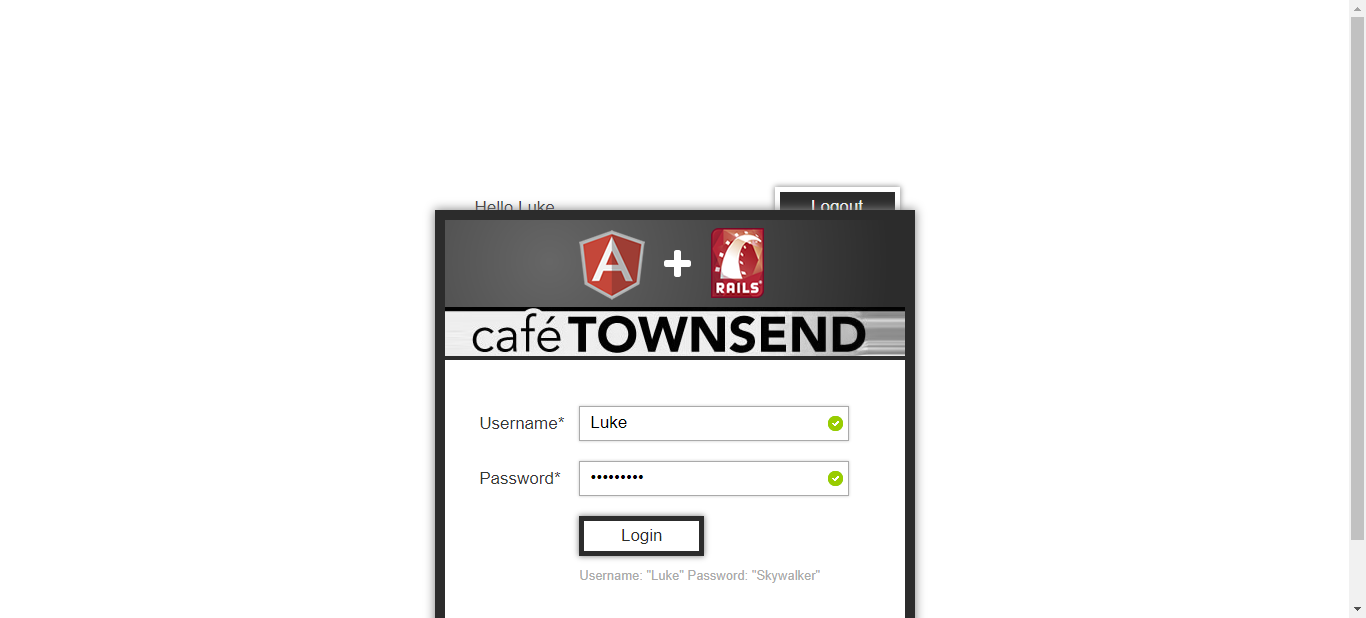 Hello Luke
Logout
RAILS
café TOWNSEND
Username*
Luke
Password*
•••••••••
Login
Username: "Luke" Password: "Skywalker"